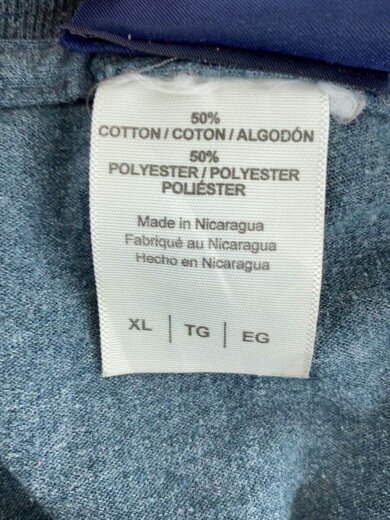 50%
COTTON / COTON / ALGODÓN
50%
POLYESTER / POLYESTER
POLIÉSTER
Made in Nicaragua
Fabriqué au Nicaragua
Hecho en Nicaragua
XL | TG | EG